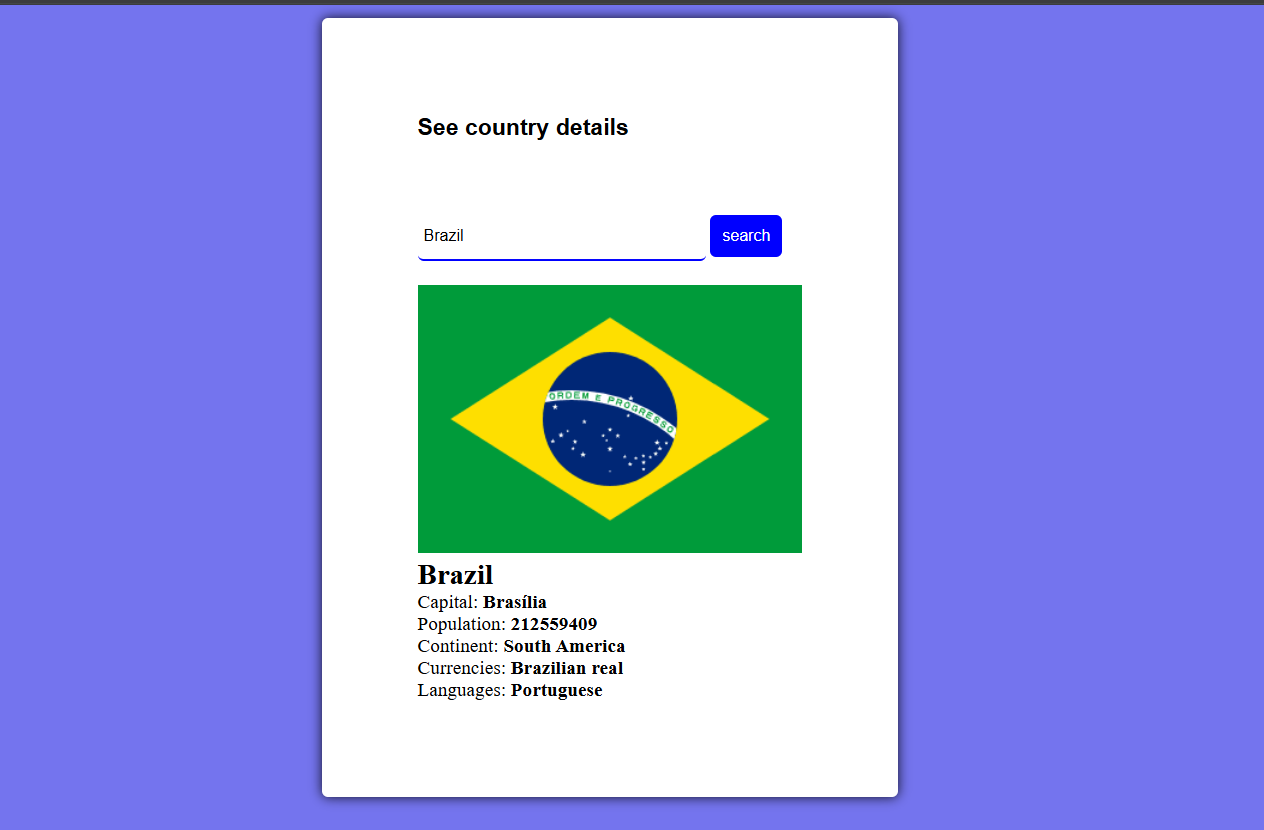 See country details
Brazil
search
ORDEM E PROGRESSO
Brazil
Capital: Brasília
Population: 212559409
Continent: South America
Currencies: Brazilian real
Languages: Portuguese